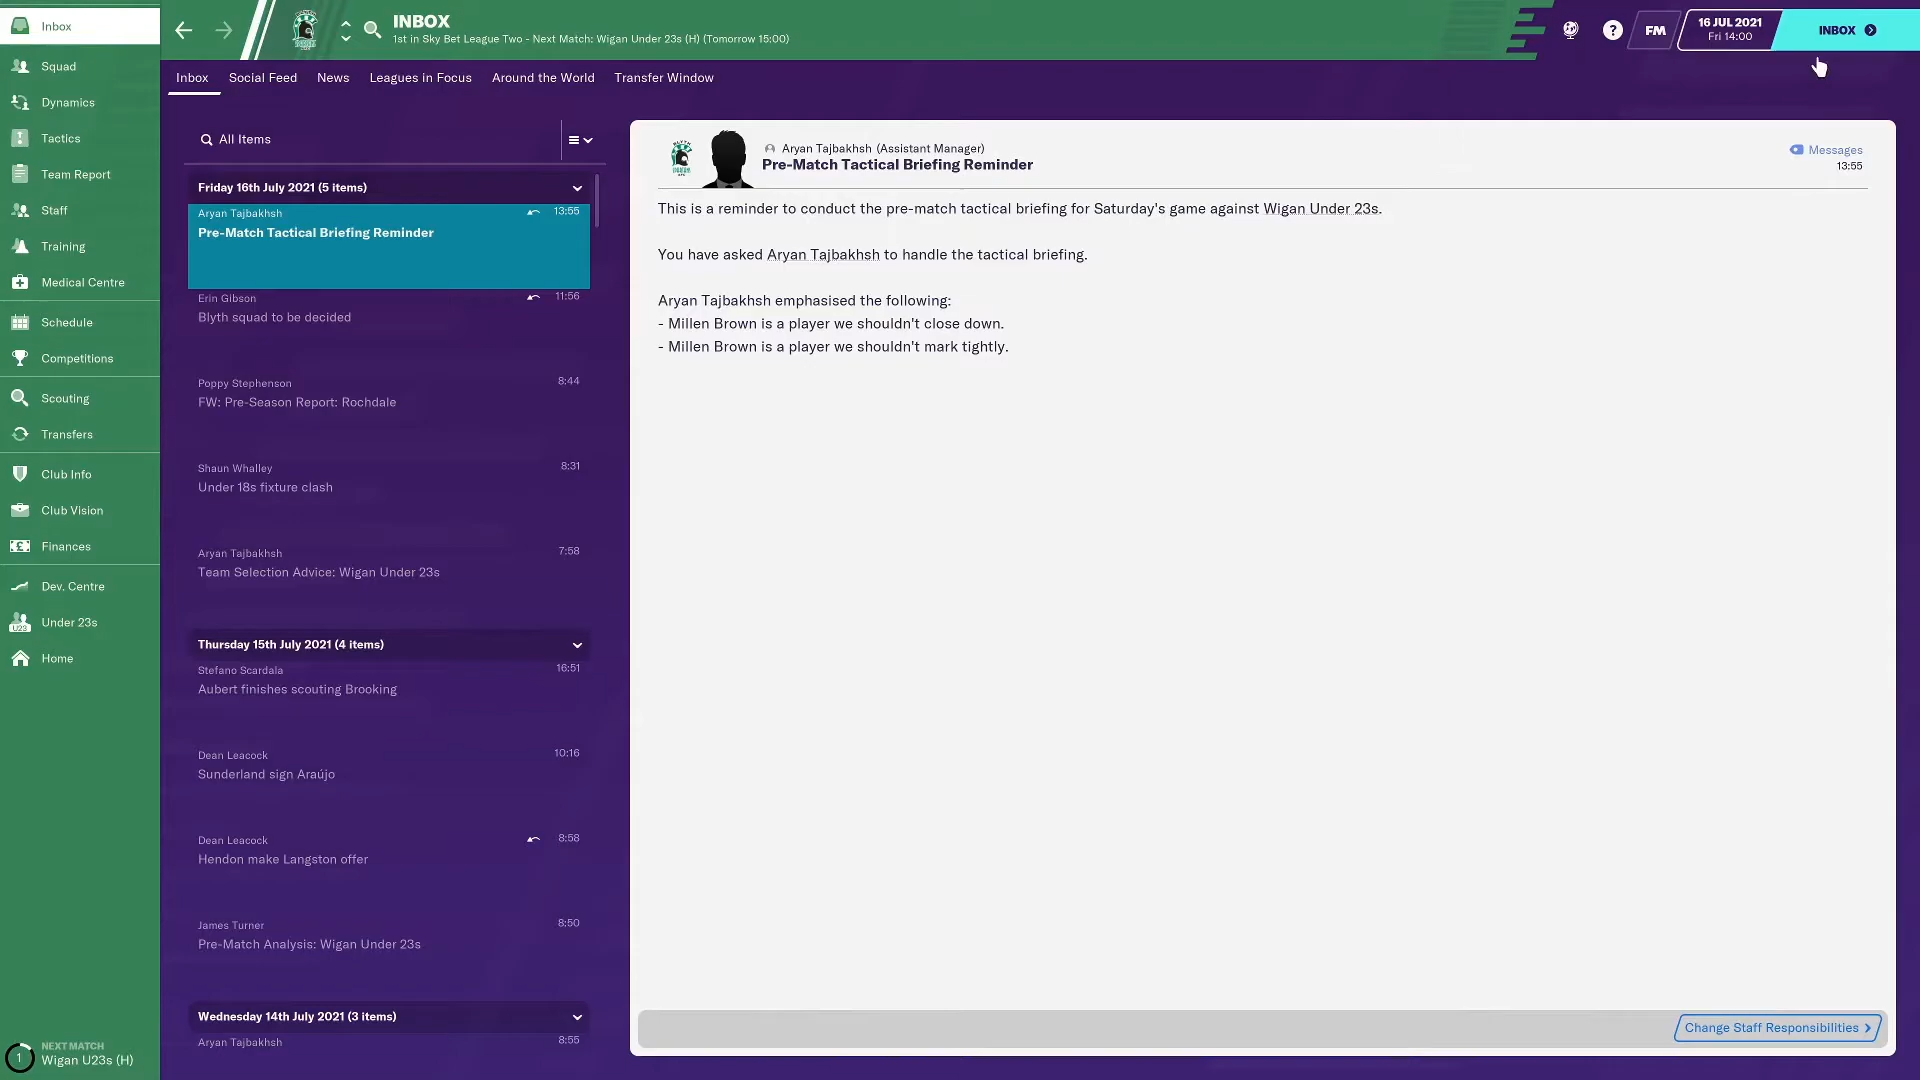 Inbox
Squad
Dynamics
Tactics
Team Report
Staff
Training
Medical Centre
Schedule
Competitions
Scouting
Transfers
Club Info
Club Vision
Finances
Dev. Centre
U23
Under 23s
Home
1
NEXT MATCH
Wigan U23s (H)
INBOX
1st in Sky Bet League Two - Next Match: Wigan Under 23s (H) (Tomorrow 15:00)
?
FM
16 JUL 2021
Fri 14:00
INBOX
Inbox
Social Feed
News
Leagues in Focus
Around the World
Transfer Window
All Items
Friday 16th July 2021 (5 items)
Aryan Tajbakhsh 13:55
Pre-Match Tactical Briefing Reminder
Erin Gibson 11:56
Blyth squad to be decided
Poppy Stephenson 8:44
FW: Pre-Season Report: Rochdale
Shaun Whalley 8:31
Under 18s fixture clash
Aryan Tajbakhsh 7:58
Team Selection Advice: Wigan Under 23s
Thursday 15th July 2021 (4 items)
Stefano Scardala 16:51
Aubert finishes scouting Brooking
Dean Leacock 10:16
Sunderland sign Araújo
Dean Leacock 8:58
Hendon make Langston offer
James Turner 8:50
Pre-Match Analysis: Wigan Under 23s
Wednesday 14th July 2021 (3 items)
Aryan Tajbakhsh 8:55
Aryan Tajbakhsh (Assistant Manager)
Pre-Match Tactical Briefing Reminder
Messages
13:55
This is a reminder to conduct the pre-match tactical briefing for Saturday's game against Wigan Under 23s.
You have asked Aryan Tajbakhsh to handle the tactical briefing.
Aryan Tajbakhsh emphasised the following:
- Millen Brown is a player we shouldn't close down.
- Millen Brown is a player we shouldn't mark tightly.
Change Staff Responsibilities >